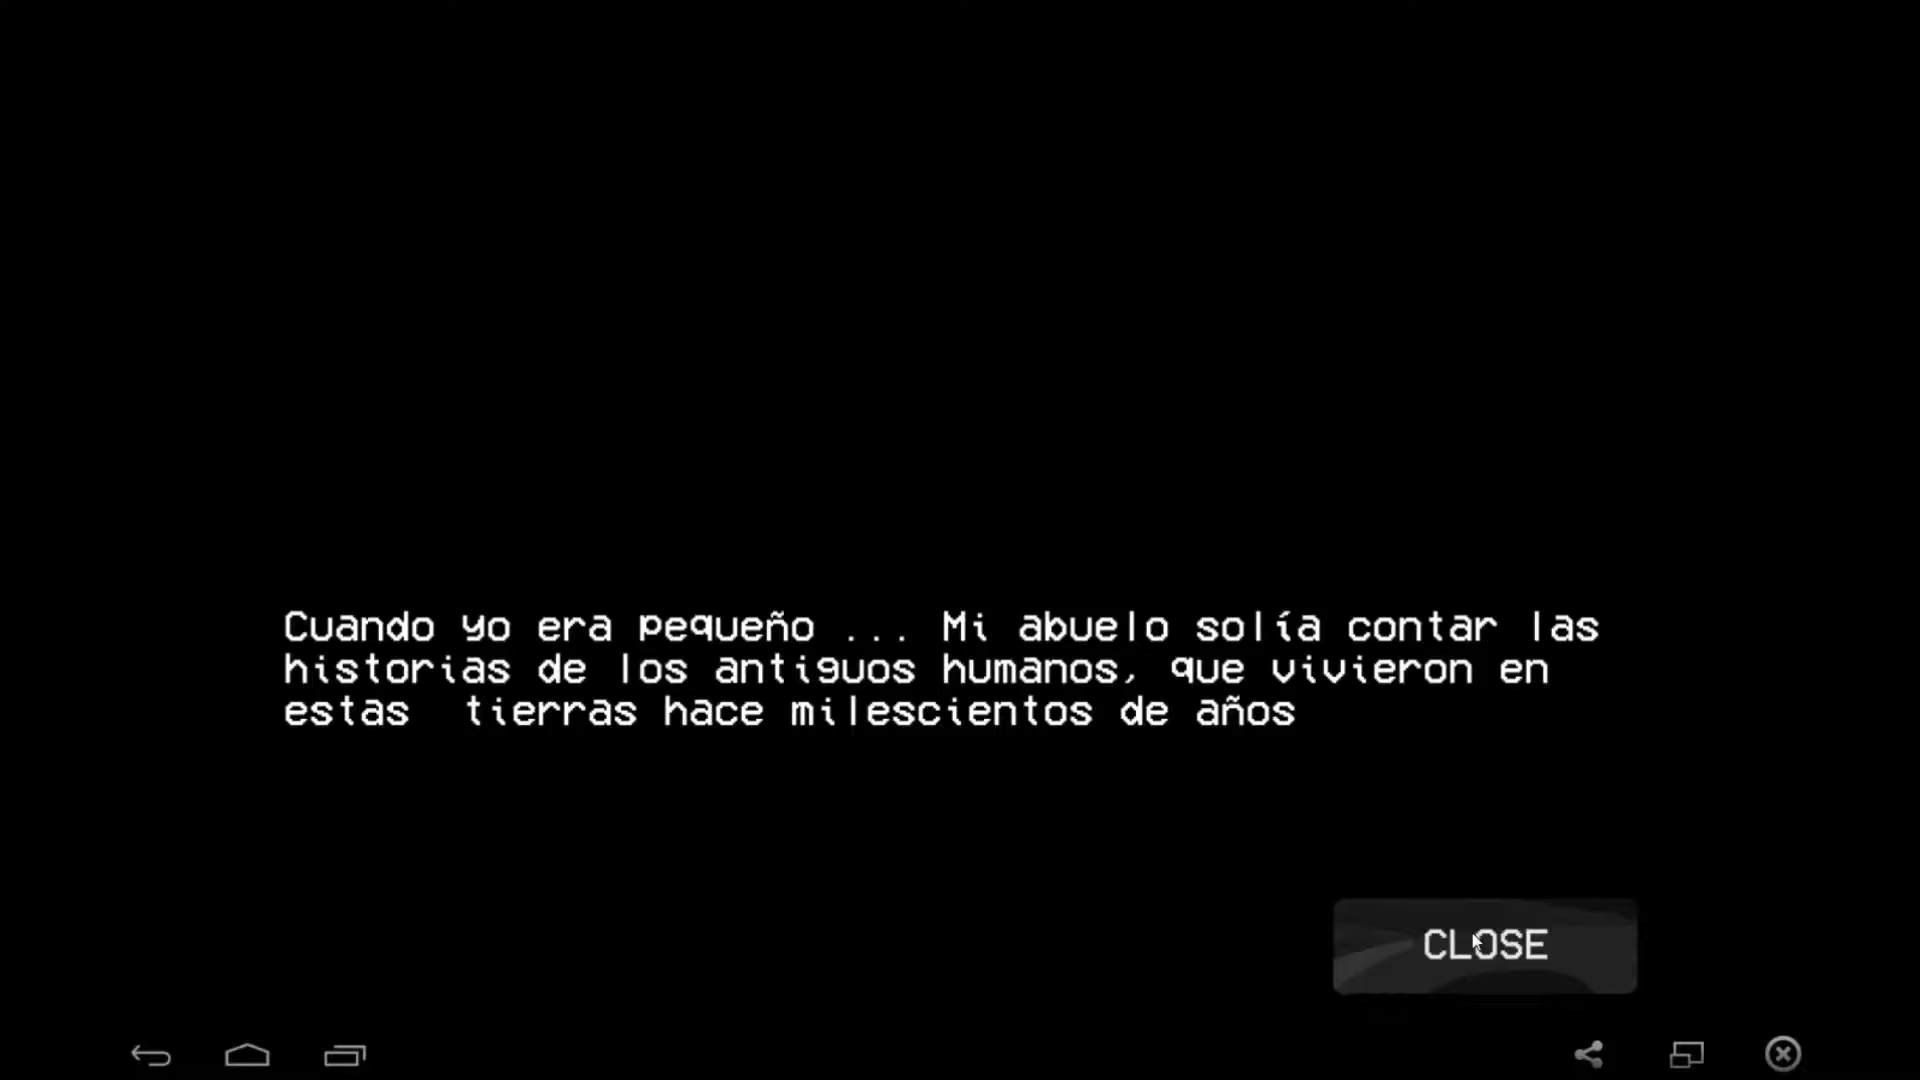 Cuando yo era pequeño ... Mi abuelo solía contar las
historias de los antiguos humanos, que vivieron en
estas  tierras hace milescientos de años
CLOSE